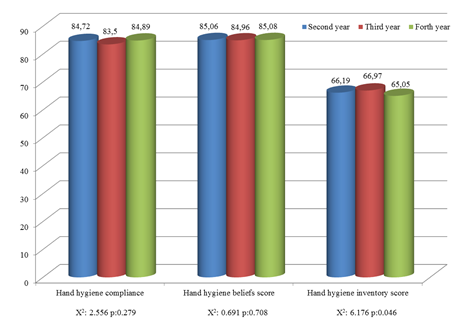 Second year Third year Forth year
84,72 83,5 84,89 85,06 84,96 85,08 66,19 66,97 65,05
90
80
70
60
50
40
30
20
10
0
Hand hygiene compliance Hand hygiene beliefs score Hand hygiene inventory score
X²: 2.556 p:0.279 X²: 0.691 p:0.708 X²: 6.176 p:0.046